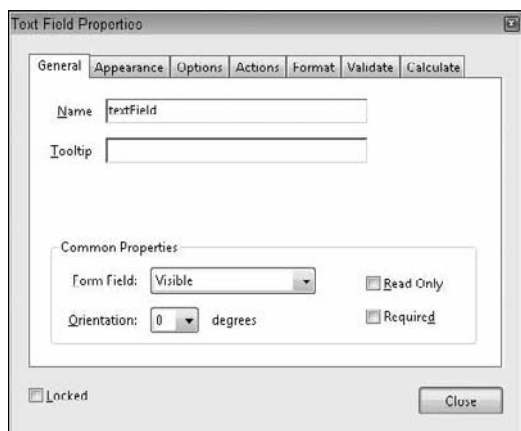 Text Field Properties
General Appearance Options Actions Format Validate Calculate
Name textField
Tooltip
Common Properties
Form Field: Visible Read Only
Orientation: 0 degrees Required
Locked Close